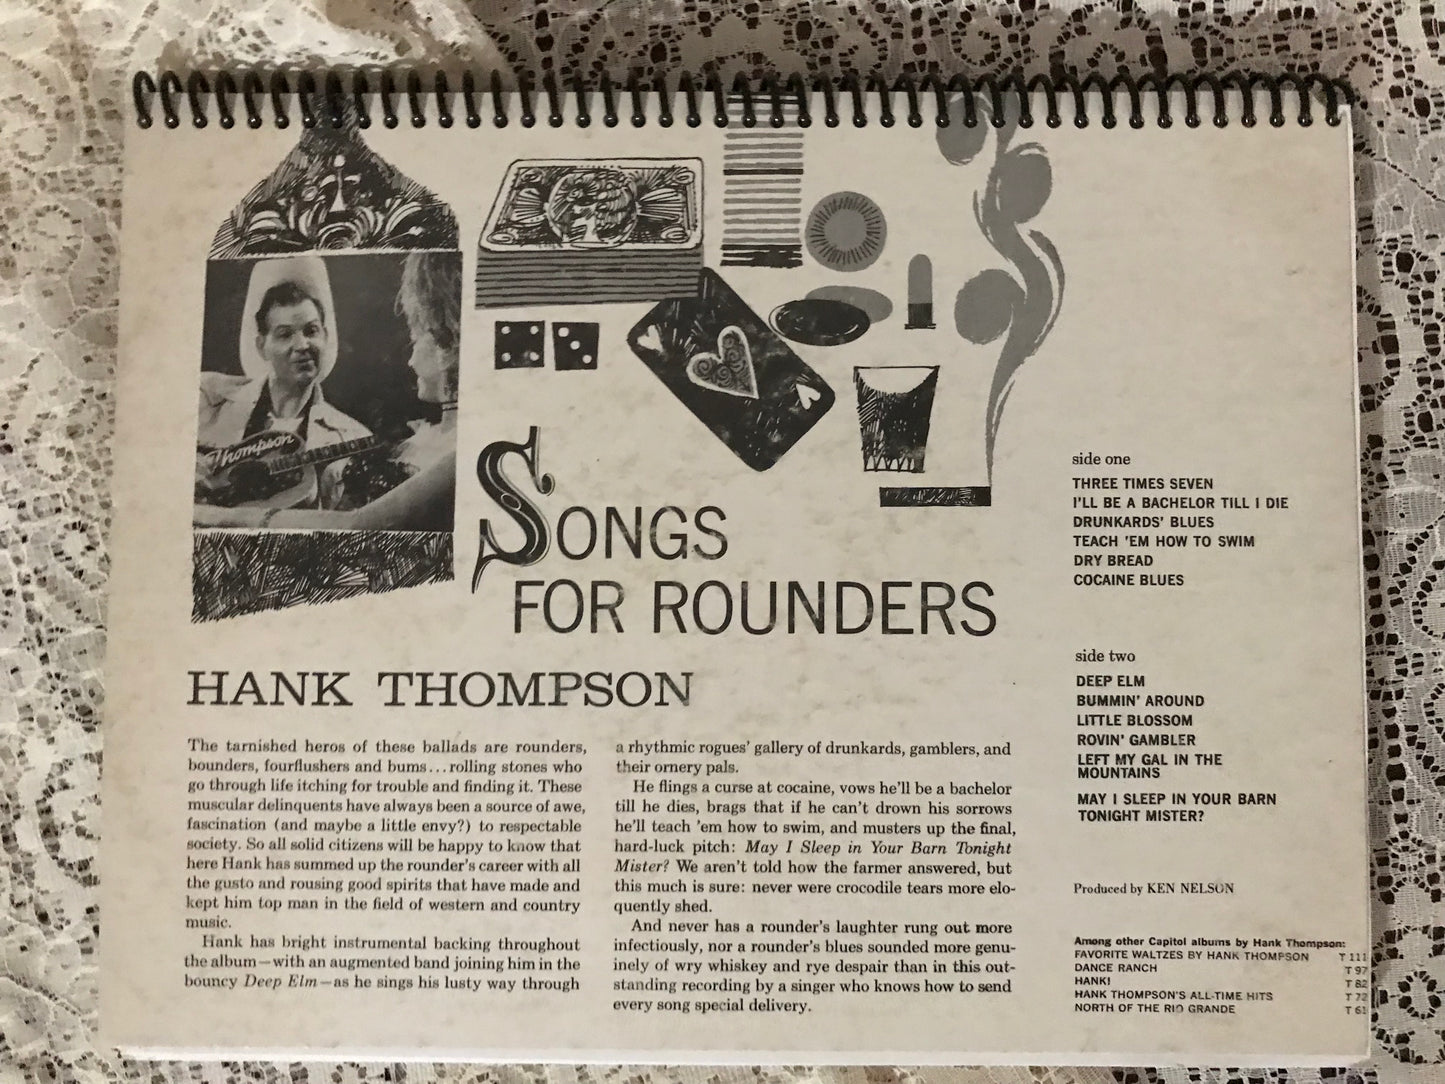 Thompson
SONGS
FOR ROUNDERS
HANK THOMPSON
The tarnished heros of these ballads are rounders,
bounders, fourflushers and bums...rolling stones who
go through life itching for trouble and finding it. These
muscular delinquents have always been a source of awe,
fascination (and maybe a little envy?) to respectable
society. So all solid citizens will be happy to know that
here Hank has summed up the rounder's career with all
the gusto and rousing good spirits that have made and
kept him top man in the field of western and country
music.
Hank has bright instrumental backing throughout
the album—with an augmented band joining him in the
bouncy Deep Elm—as he sings his lusty way through
a rhythmic rogues' gallery of drunkards, gamblers, and
their ornery pals.
He flings a curse at cocaine, vows he'll be a bachelor
till he dies, brags that if he can't drown his sorrows
he'll teach 'em how to swim, and musters up the final,
hard-luck pitch: May I Sleep in Your Barn Tonight
Mister? We aren't told how the farmer answered, but
this much is sure: never were crocodile tears more elo-
quently shed.
And never has a rounder's laughter rung out more
infectiously, nor a rounder's blues sounded more genu-
inely of wry whiskey and rye despair than in this out-
standing recording by a singer who knows how to send
every song special delivery.
side one
THREE TIMES SEVEN
I'LL BE A BACHELOR TILL I DIE
DRUNKARDS' BLUES
TEACH 'EM HOW TO SWIM
DRY BREAD
COCAINE BLUES
side two
DEEP ELM
BUMMIN' AROUND
LITTLE BLOSSOM
ROVIN' GAMBLER
LEFT MY GAL IN THE
MOUNTAINS
MAY I SLEEP IN YOUR BARN
TONIGHT MISTER?
Produced by KEN NELSON
Among other Capitol albums by Hank Thompson:
FAVORITE WALTZES BY HANK THOMPSON T 111
DANCE RANCH T 97
HANK! T 82
HANK THOMPSON'S ALL-TIME HITS T 72
NORTH OF THE RIO GRANDE T 61